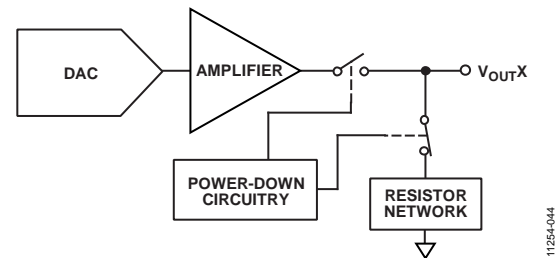 DAC
AMPLIFIER
VOUTX
POWER-DOWN
CIRCUITRY
RESISTOR
NETWORK
11254-044